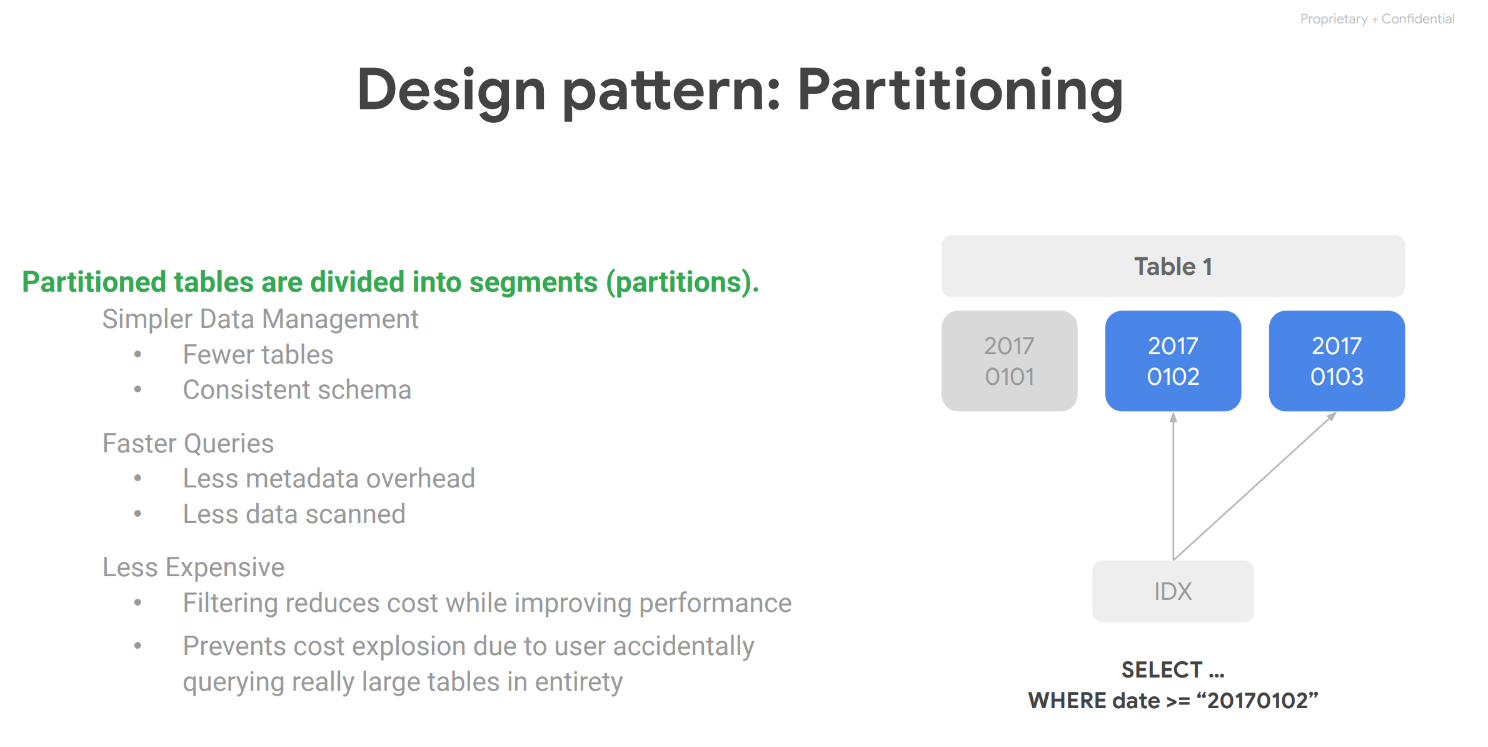 Proprietary + Confidential
Design pattern: Partitioning
Partitioned tables are divided into segments (partitions).
Simpler Data Management
• Fewer tables
• Consistent schema
Faster Queries
• Less metadata overhead
• Less data scanned
Less Expensive
• Filtering reduces cost while improving performance
• Prevents cost explosion due to user accidentally
querying really large tables in entirety
Table 1
2017
0101
2017
0102
2017
0103
IDX
SELECT ...
WHERE date >= “20170102”